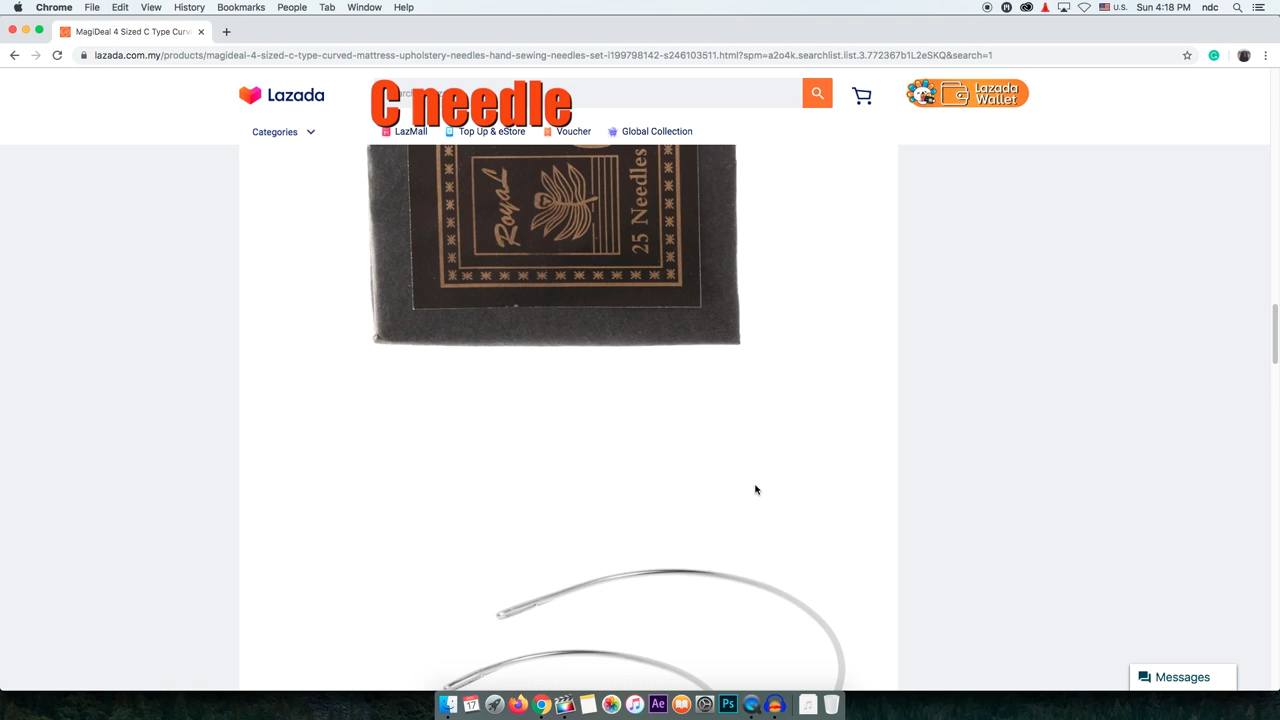 Chrome File Edit View History Bookmarks People Tab Window Help
U.S. Sun 4:18 PM ndc
MagiDeal 4 Sized C Type Curv
lazada.com.my/products/magideal-4-sized-c-type-curved-mattress-upholstery-needles-hand-sewing-needles-set-i199798142-s246103511.html?spm=a2o4k.searchlist.list.3.772367b1L2eSKQ&search=1
Lazada
C needle
Lazada
Wallet
Categories
LazMall Top Up & eStore Voucher Global Collection
Royal
25 Needles
17
Ae
Ps
Messages